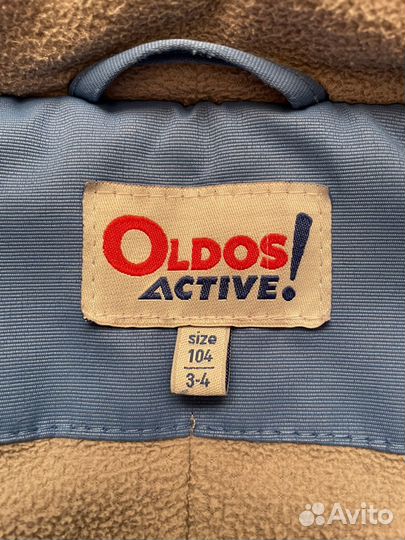 OLDOS
ACTIVE!
size
104
3-4
Avito